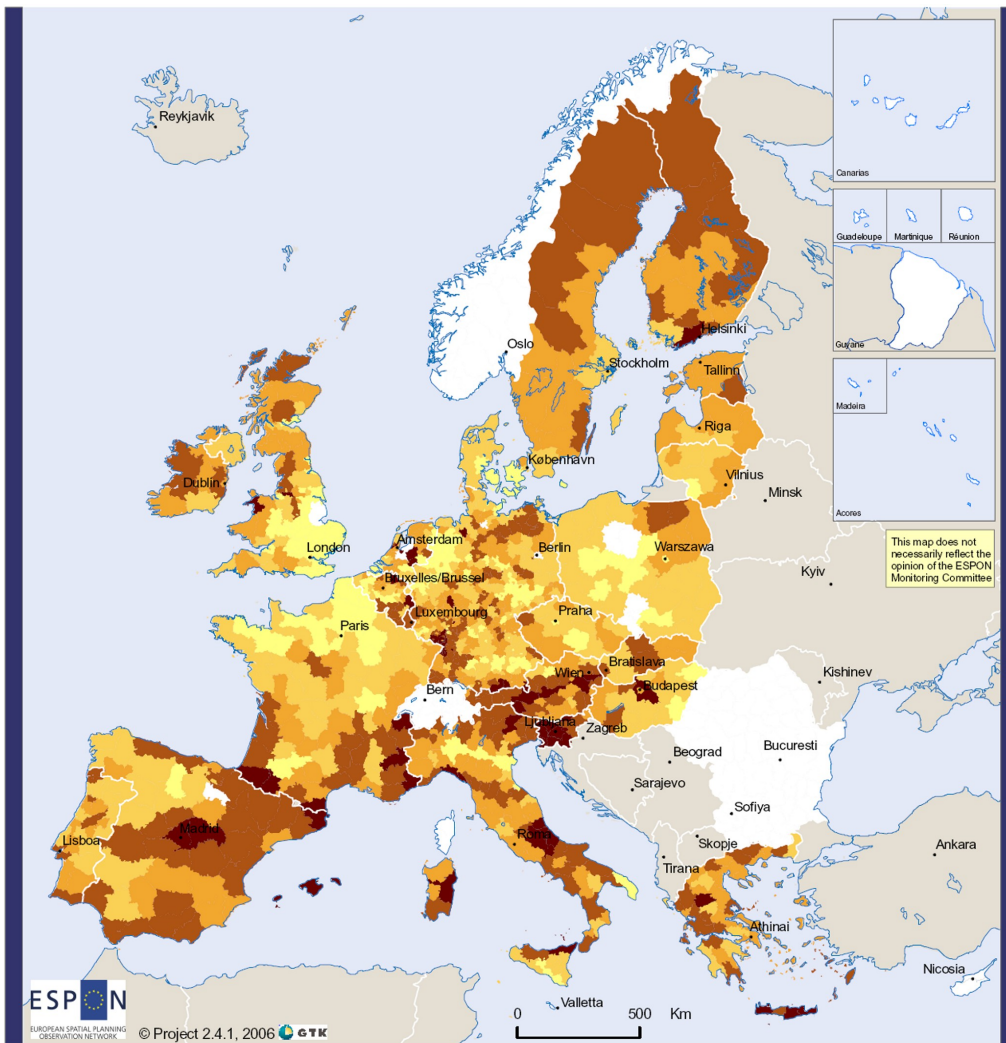 Reykjavik
Canarias
Guadeloupe
Martinique
Réunion
Guyane
Madeira
Acores
Oslo
Helsinki
Stockholm
Tallinn
Riga
København
Vilnius
Minsk
Dublin
London
Amsterdam
Berlin
Warszawa
This map does not
necessarily reflect the
opinion of the ESPON
Monitoring Committee
Bruxelles/Brussel
Kyiv
Luxembourg
Praha
Paris
Wien
Bratislava
Kishinev
Bern
Budapest
Ljubljana
Zagreb
Beograd
Bucuresti
Sarajevo
Sofiya
Madrid
Lisboa
Roma
Skopje
Tirana
Ankara
Athinai
Nicosia
Valletta
ESPON
EUROPEAN SPATIAL PLANNING
OBSERVATION NETWORK
© Project 2.4.1, 2006 GTK
0 500 Km